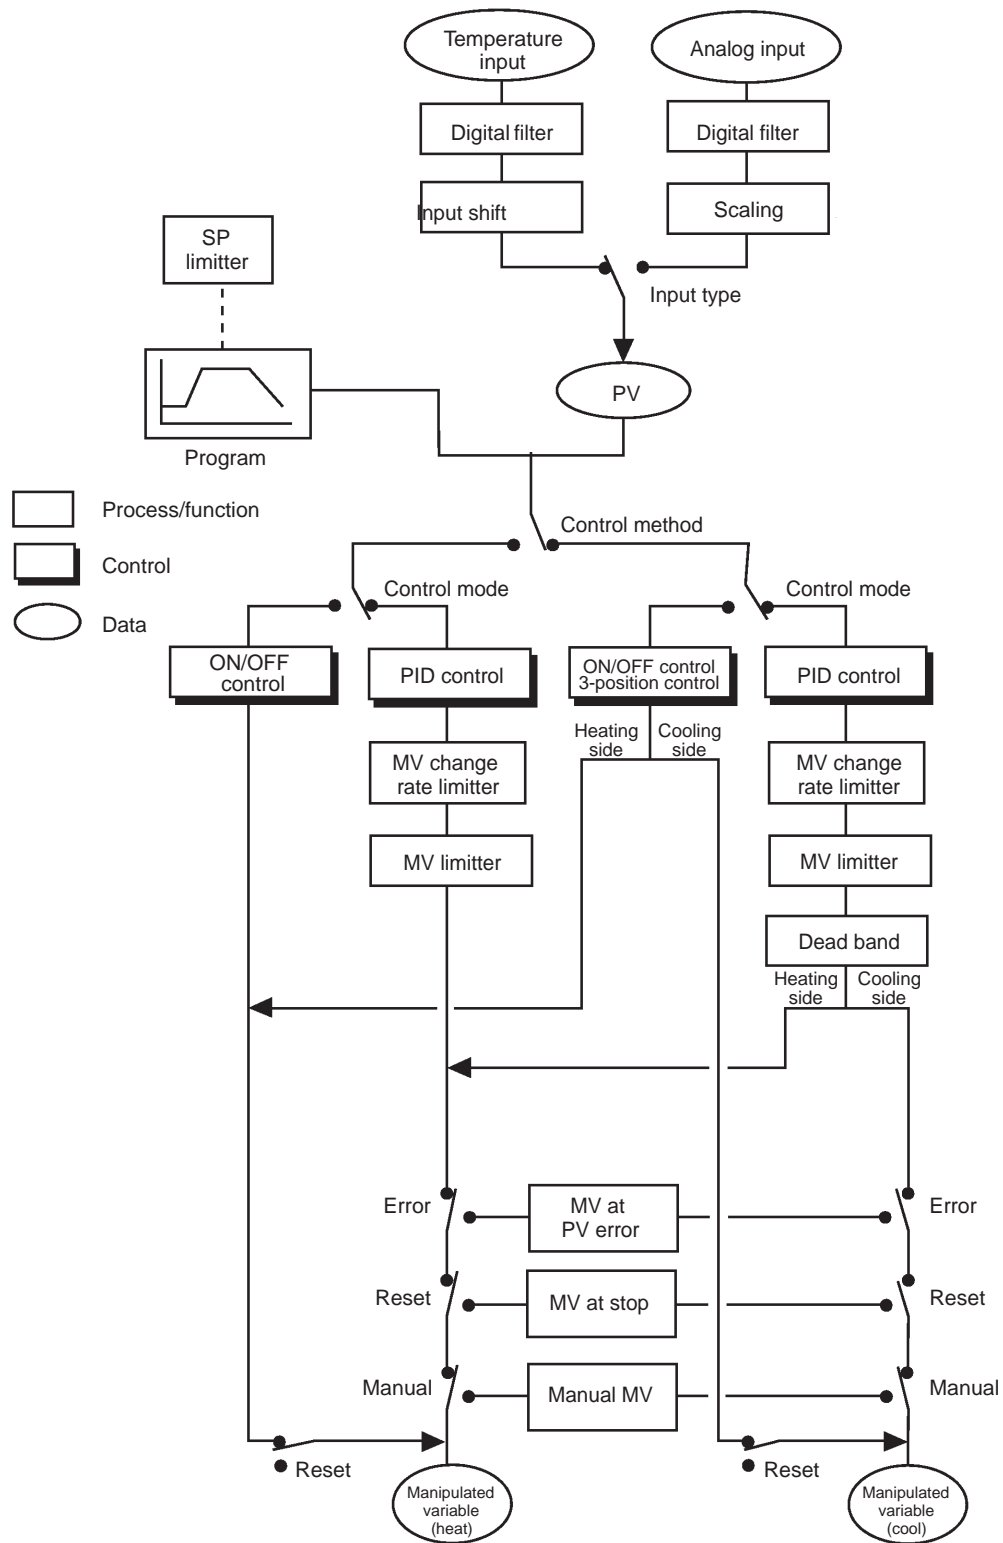 Temperature
input
Analog input
Digital filter
Digital filter
Input shift
Scaling
SP
limitter
Input type
PV
Program
Process/function
Control method
Control
Control mode
Control mode
Data
ON/OFF
control
PID control
ON/OFF control
3-position control
PID control
Heating
side
Cooling
side
MV change
rate limitter
MV change
rate limitter
MV limitter
MV limitter
Dead band
Heating
side
Cooling
side
Error
MV at
PV error
Error
Reset
MV at stop
Reset
Manual
Manual MV
Manual
Reset
Reset
Manipulated
variable
(heat)
Manipulated
variable
(cool)